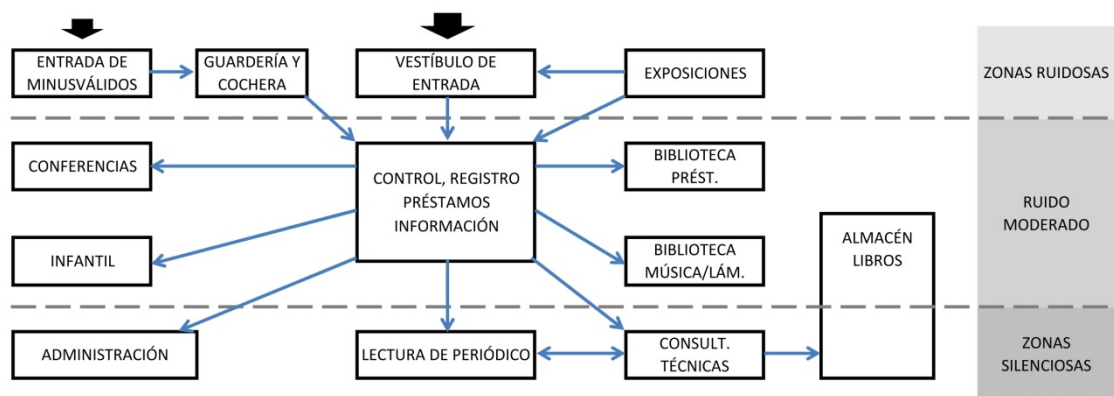 ENTRADA DE
MINUSVÁLIDOS
GUARDERÍA Y
COCHERA
VESTÍBULO DE
ENTRADA
EXPOSICIONES
ZONAS RUIDOSAS
CONFERENCIAS
CONTROL, REGISTRO
PRÉSTAMOS
INFORMACIÓN
BIBLIOTECA
PRÉST.
RUIDO
MODERADO
INFANTIL
BIBLIOTECA
MÚSICA/LÁM.
ALMACÉN
LIBROS
ADMINISTRACIÓN
LECTURA DE PERIÓDICO
CONSULT.
TÉCNICAS
ZONAS
SILENCIOSAS